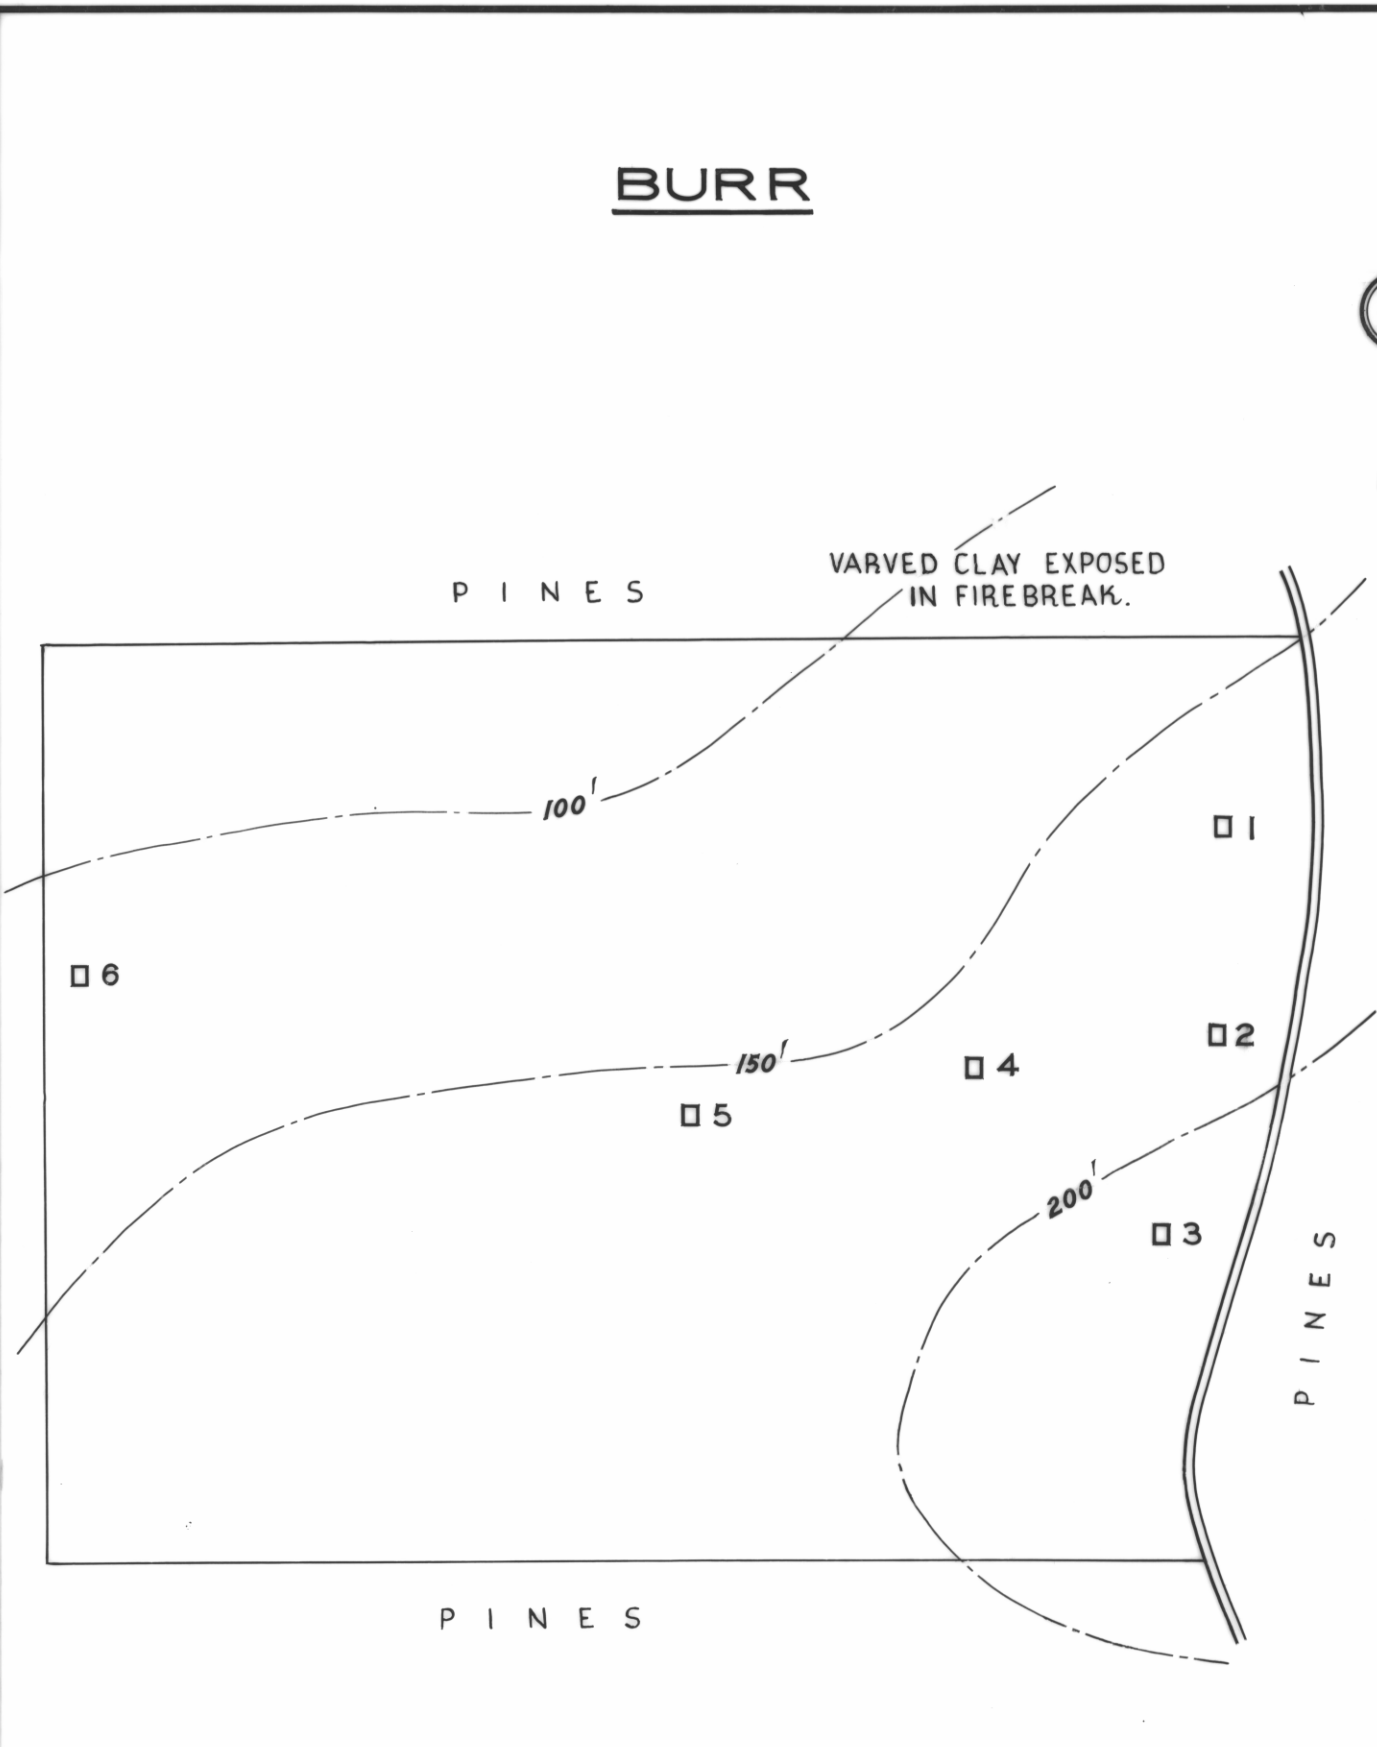 BURR
VARVED CLAY EXPOSED
IN FIREBREAK.
PINES
100'
1
6
2
150'
4
5
200'
3
PINES
PINES